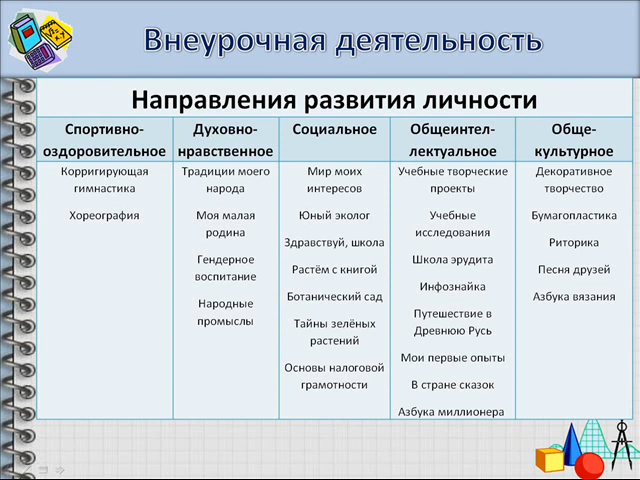 Внеурочная деятельность
Направления развития личности
Спортивно-
оздоровительное
Духовно-
нравственное
Социальное
Общеинтел-
лектуальное
Обще-
культурное
Корригирующая
гимнастика
Хореография
Традиции моего
народа
Моя малая
родина
Гендерное
воспитание
Народные
промыслы
Мир моих
интересов
Юный эколог
Здравствуй, школа
Растём с книгой
Ботанический сад
Тайны зелёных
растений
Основы налоговой
грамотности
Учебные творческие
проекты
Учебные
исследования
Школа эрудита
Инфознайка
Путешествие в
Древнюю Русь
Мои первые опыты
В стране сказок
Азбука миллионера
Декоративное
творчество
Бумагопластика
Риторика
Песня друзей
Азбука вязания